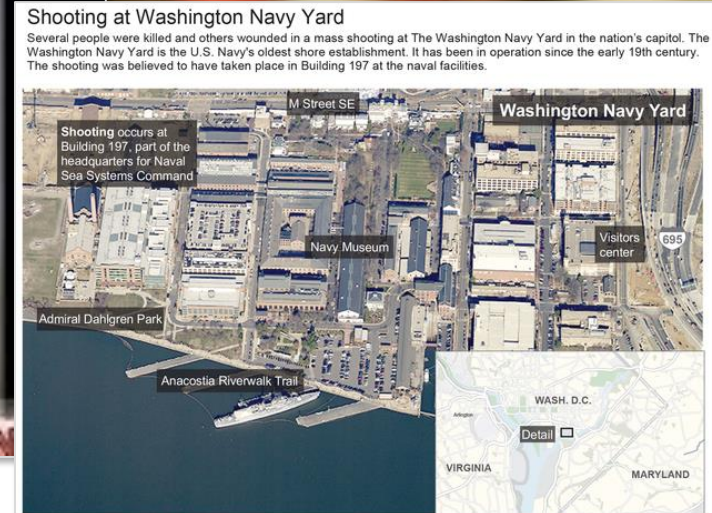 Shooting at Washington Navy Yard
Several people were killed and others wounded in a mass shooting at The Washington Navy Yard in the nation's capitol. The
Washington Navy Yard is the U.S. Navy's oldest shore establishment. It has been in operation since the early 19th century.
The shooting was believed to have taken place in Building 197 at the naval facilities.
M Street SE
Washington Navy Yard
Shooting occurs at
Building 197, part of the
headquarters for Naval
Sea Systems Command
Navy Museum
Visitors
center
695
Admiral Dahlgren Park
Anacostia Riverwalk Trail
WASH. D.C.
Arlington
Detail
VIRGINIA
MARYLAND